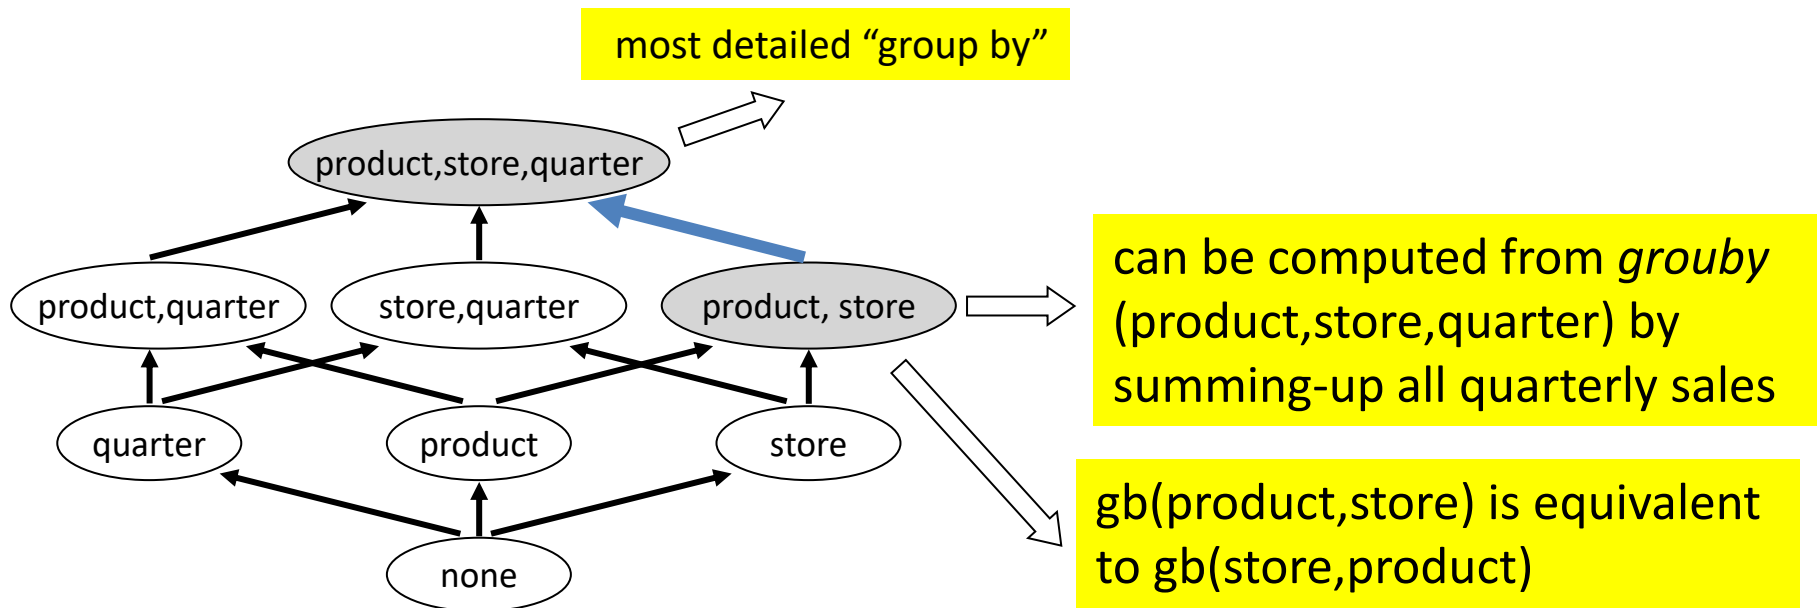 most detailed “group by”
product,store,quarter
product,quarter
store,quarter
product, store
can be computed from grouby
(product,store,quarter) by
summing-up all quarterly sales
quarter
product
store
gb(product,store) is equivalent
to gb(store,product)
none